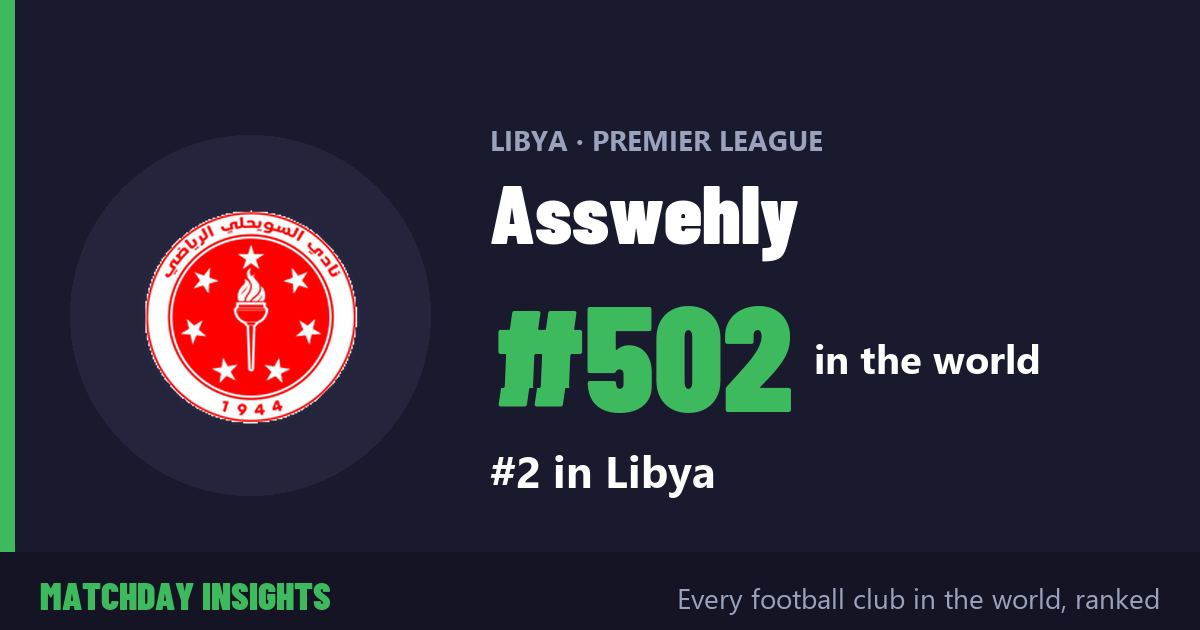 LIBYA · PREMIER LEAGUE
Asswehly
نادي السويحلي الرياضي
1944
#502 in the world
#2 in Libya
MATCHDAY INSIGHTS
Every football club in the world, ranked